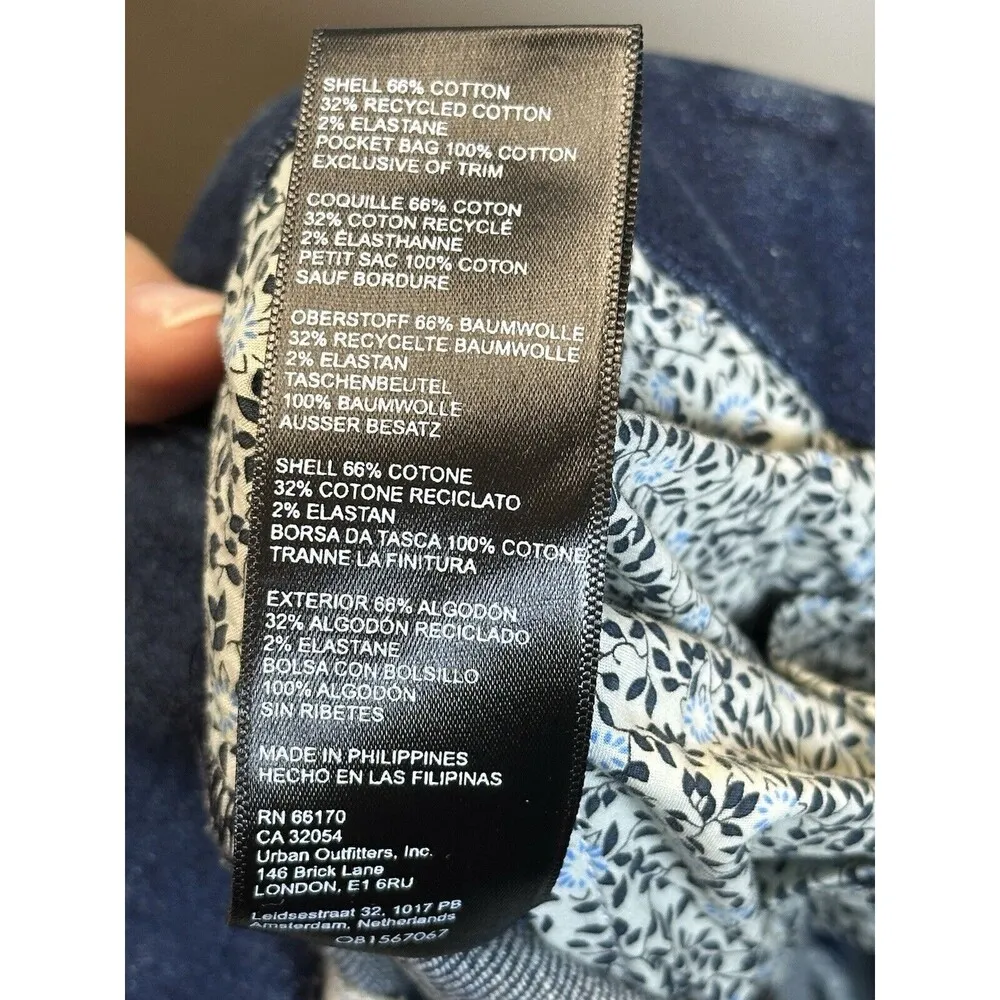 SHELL 66% COTTON
32% RECYCLED COTTON
2% ELASTANE
POCKET BAG 100% COTTON
EXCLUSIVE OF TRIM
COQUILLE 66% COTON
32% COTON RECYCLÉ
2% ÉLASTHANNE
PETIT SAC 100% COTON
SAUF BORDURE
OBERSTOFF 66% BAUMWOLLE
32% RECYCELTE BAUMWOLLE
2% ELASTAN
TASCHENBEUTEL
100% BAUMWOLLE
AUSSER BESATZ
SHELL 66% COTONE
32% COTONE RECICLATO
2% ELASTAN
BORSA DA TASCA 100% COTONE
TRANNE LA FINITURA
EXTERIOR 66% ALGODON
32% ALGODON RECICLADO
2% ELASTANE
BOLSA CON BOLSILLO
100% ALGODON
SIN RIBETES
MADE IN PHILIPPINES
HECHO EN LAS FILIPINAS
RN 66170
CA 32054
Urban Outfitters, Inc.
146 Brick Lane
LONDON, E1 6RU
Leidsestraat 32, 1017 PB
Amsterdam, Netherlands
OB1567067